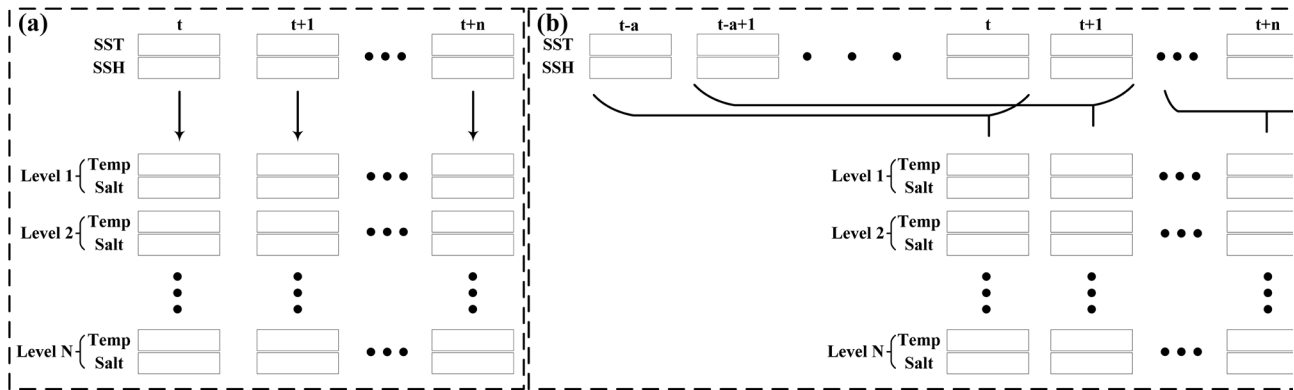 (a) t t+1 t+n
SST
SSH
Level 1 Temp
Salt
Level 2 Temp
Salt
Level N Temp
Salt
(b) t-a t-a+1 t t+1 t+n
SST
SSH
Level 1 Temp
Salt
Level 2 Temp
Salt
Level N Temp
Salt